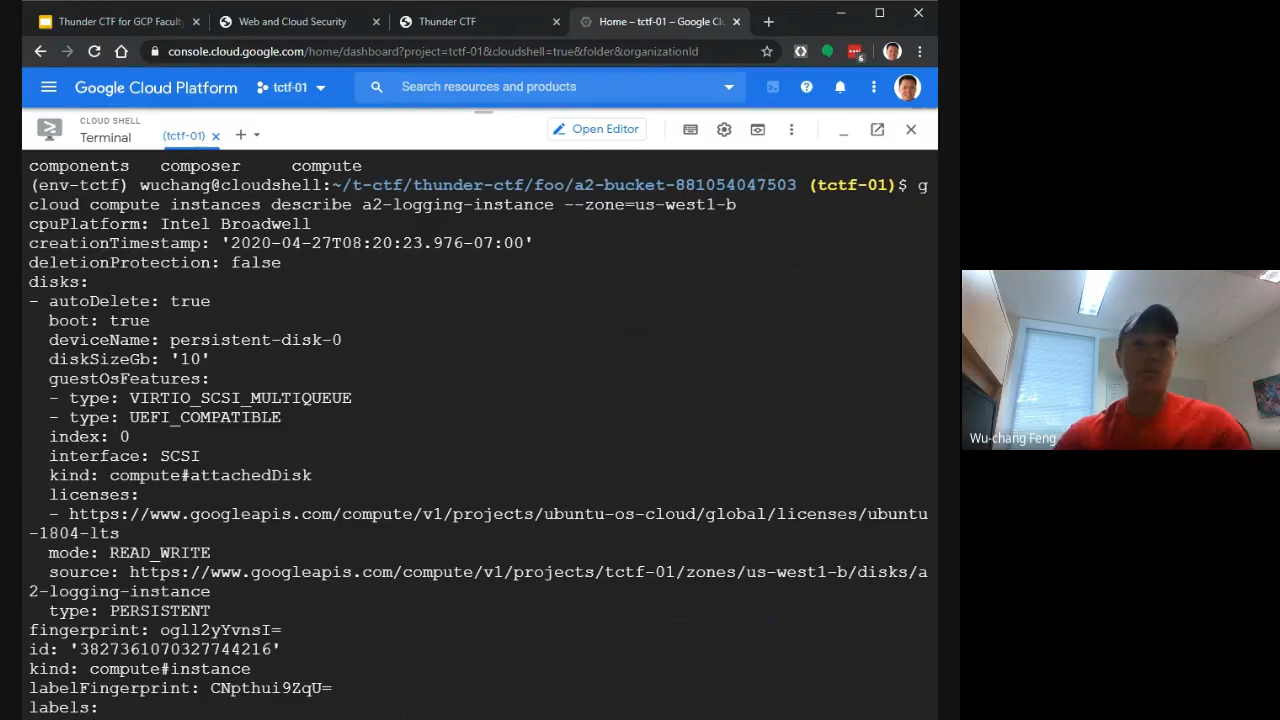 Thunder CTF for GCP Faculty
Web and Cloud Security
Thunder CTF
Home – tctf-01 – Google Cl
console.cloud.google.com/home/dashboard?project=tctf-01&cloudshell=true&folder&organizationId
6
Google Cloud Platform
tctf-01
Search resources and products
CLOUD SHELL
Terminal
(tctf-01)
Open Editor
components composer compute
(env-tctf) wuchang@cloudshell:~/t-ctf/thunder-ctf/foo/a2-bucket-881054047503 (tctf-01)$ g
cloud compute instances describe a2-logging-instance --zone=us-west1-b
cpuPlatform: Intel Broadwell
creationTimestamp: '2020-04-27T08:20:23.976-07:00'
deletionProtection: false
disks:
- autoDelete: true
boot: true
deviceName: persistent-disk-0
diskSizeGb: '10'
guestOsFeatures:
- type: VIRTIO_SCSI_MULTIQUEUE
- type: UEFI_COMPATIBLE
index: 0
interface: SCSI
kind: compute#attachedDisk
licenses:
- https://www.googleapis.com/compute/v1/projects/ubuntu-os-cloud/global/licenses/ubuntu
-1804-lts
mode: READ_WRITE
source: https://www.googleapis.com/compute/v1/projects/tctf-01/zones/us-west1-b/disks/a
2-logging-instance
type: PERSISTENT
fingerprint: ogll2yYvnsI=
id: '3827361070327744216'
kind: compute#instance
labelFingerprint: CNpthui9ZqU=
labels:
Wu-chang Feng